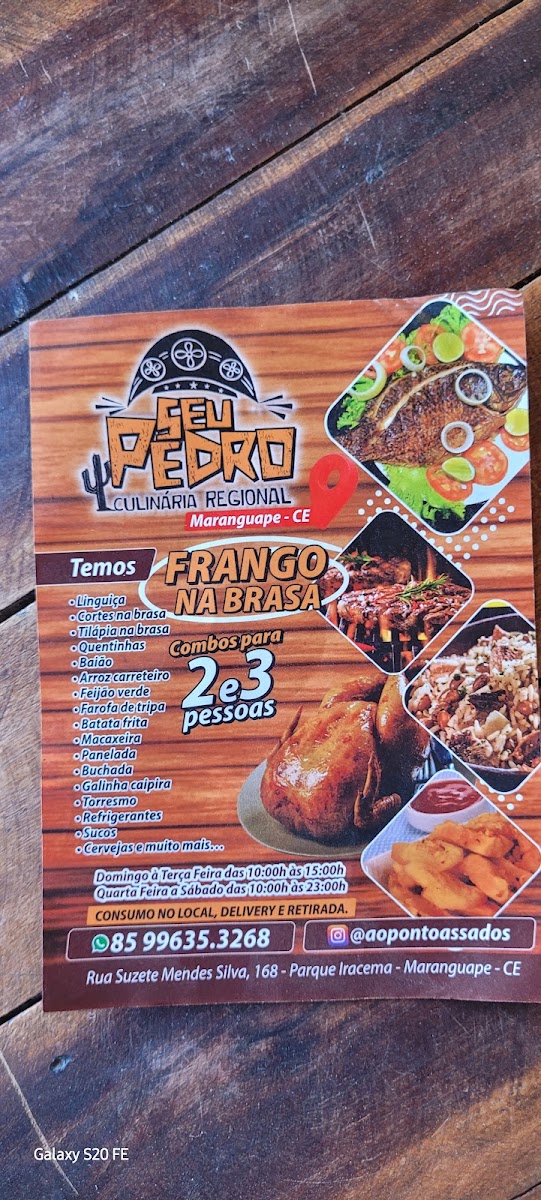 SEU
PEDRO
CULINÁRIA REGIONAL
Maranguape - CE
Temos
FRANGO
NA BRASA
• Linguiça
• Cortes na brasa
• Tilápia na brasa
• Quentinhas
• Baião
• Arroz carreteiro
• Feijão verde
• Farofa de tripa
• Batata frita
• Macaxeira
• Panelada
• Buchada
• Galinha caipira
• Torresmo
• Refrigerantes
• Sucos
• Cervejas e muito mais...
Combos para
2 e 3
pessoas
Domingo à Terça Feira das 10:00h às 15:00h
Quarta Feira a Sábado das 10:00h às 23:00h
CONSUMO NO LOCAL, DELIVERY E RETIRADA.
85 99635.3268
@aopontoassados
Rua Suzete Mendes Silva, 168 - Parque Iracema - Maranguape - CE
Galaxy S20 FE